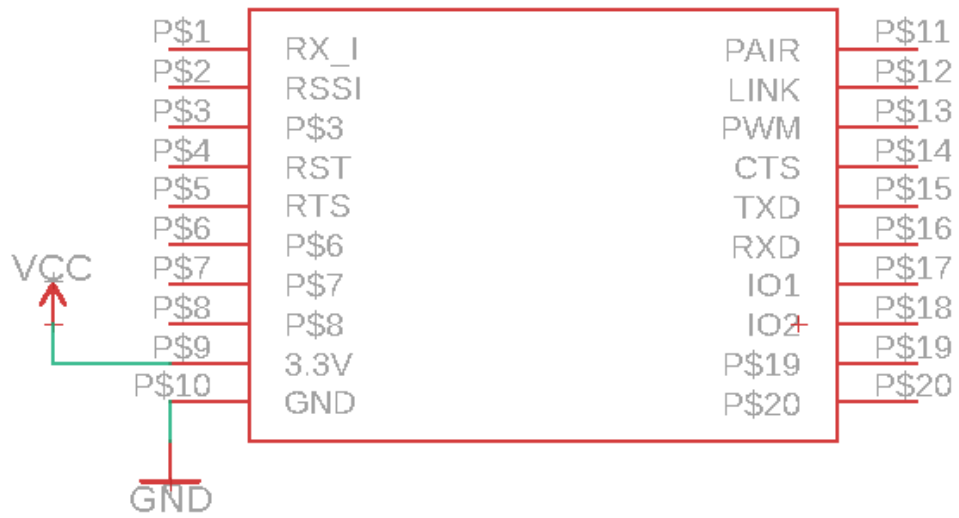 P$1 RX_I PAIR P$11
P$2 RSSI LINK P$12
P$3 P$3 PWM P$13
P$4 RST CTS P$14
P$5 RTS TXD P$15
P$6 P$6 RXD P$16
VCC P$7 P$7 IO1 P$17
P$8 P$8 IO2 P$18
P$9 3.3V P$19 P$19
P$10 GND P$20 P$20
GND